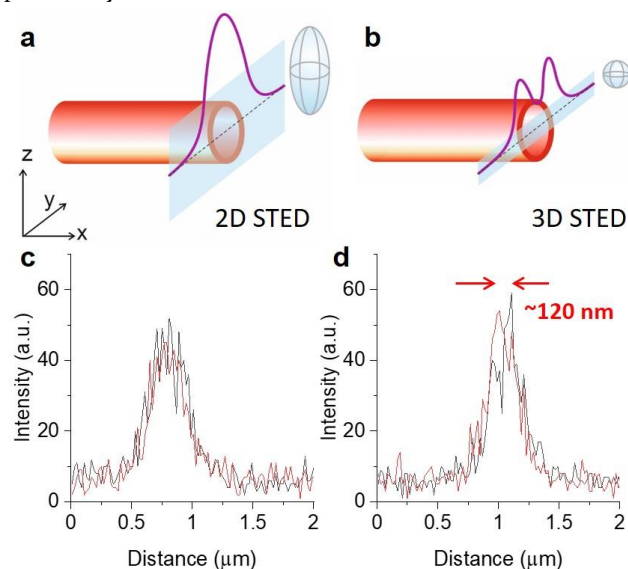 a
b
z
y
x
2D STED
3D STED
c
d
60
40
20
0
Intensity (a.u.)
0 0.5 1 1.5 2
Distance (μm)
60
40
20
0
Intensity (a.u.)
~120 nm
0 0.5 1 1.5 2
Distance (μm)